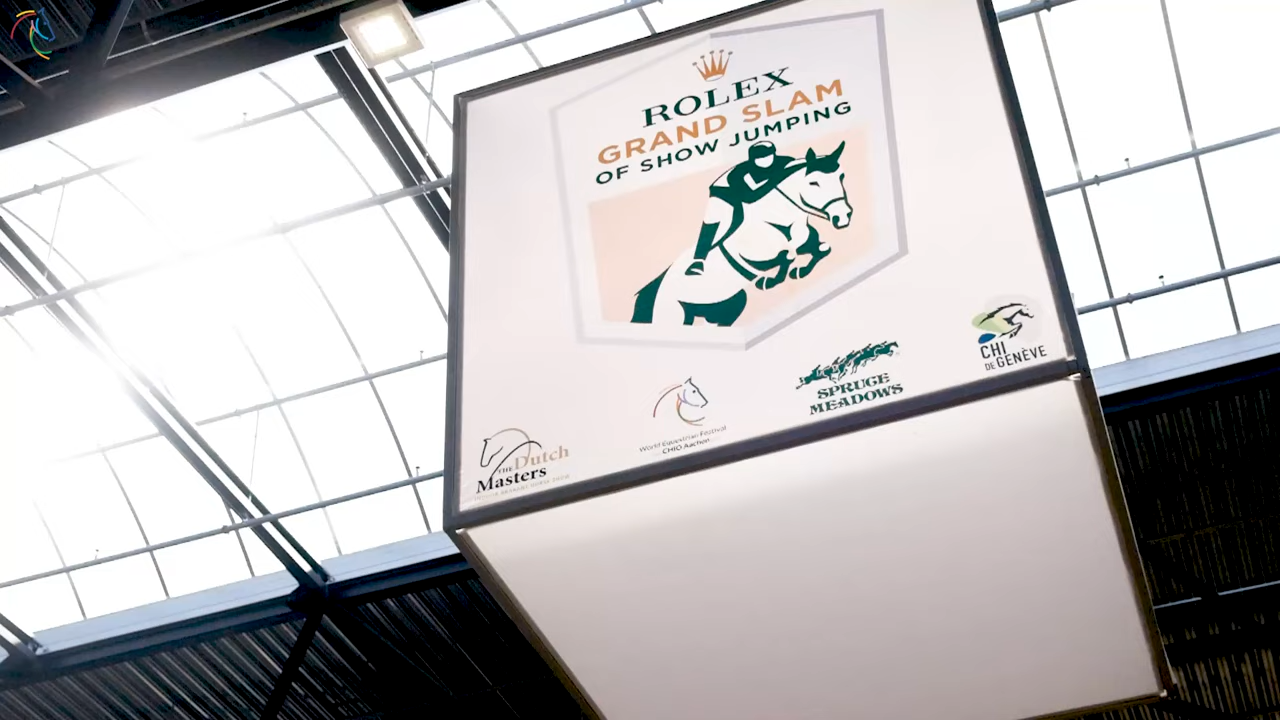 ROLEX
GRAND SLAM
OF SHOW JUMPING
THE Dutch
Masters
World Equestrian Festival
CHIO Aachen
SPRUCE
MEADOWS
CHI
DE GENÈVE